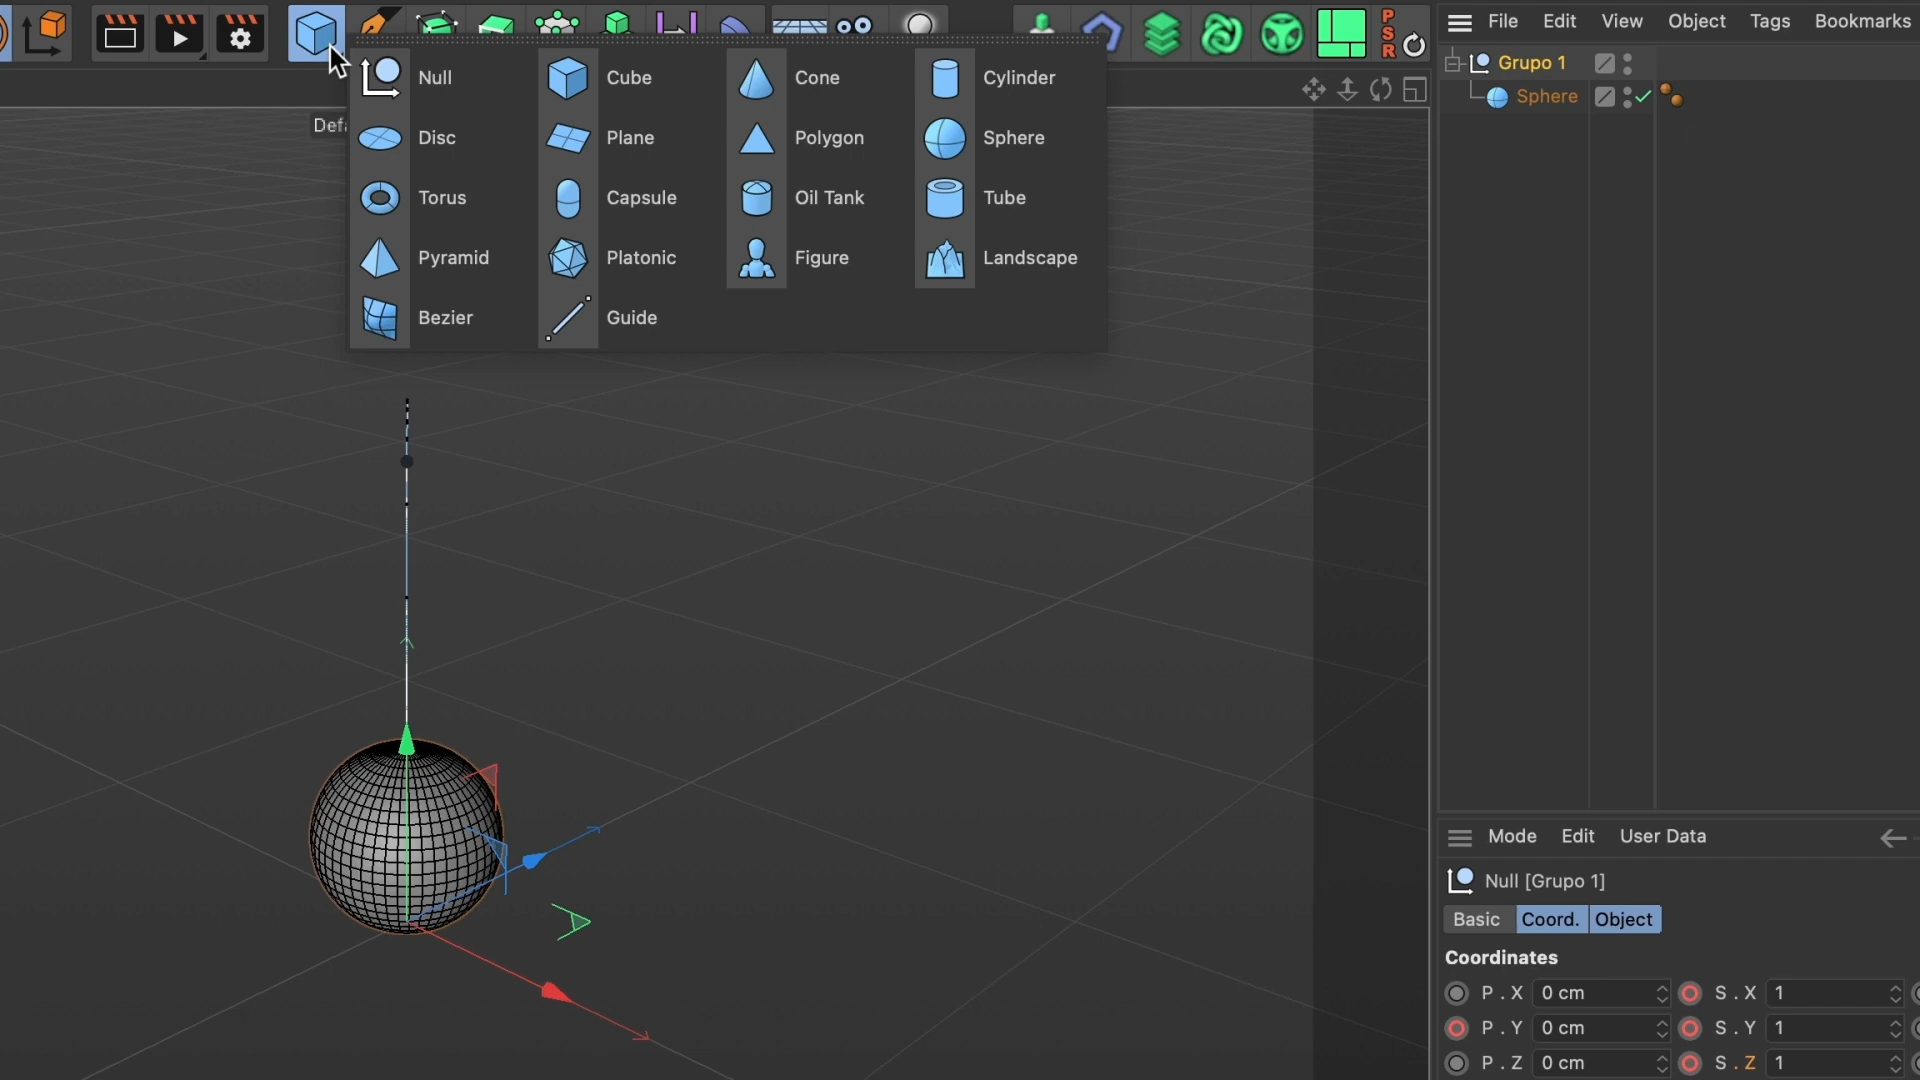 P
S
R
File Edit View Object Tags Bookmarks
Null Cube Cone Cylinder
Disc Plane Polygon Sphere
Torus Capsule Oil Tank Tube
Pyramid Platonic Figure Landscape
Bezier Guide
Grupo 1
Sphere
Mode Edit User Data
Null [Grupo 1]
Basic Coord. Object
Coordinates
P . X 0 cm S . X 1
P . Y 0 cm S . Y 1
P . Z 0 cm S . Z 1